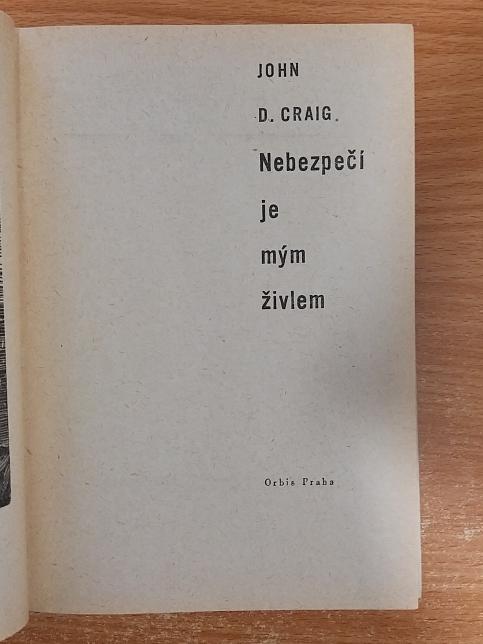 JOHN
D. CRAIG
Nebezpečí
je
mým
živlem
Orbis Praha